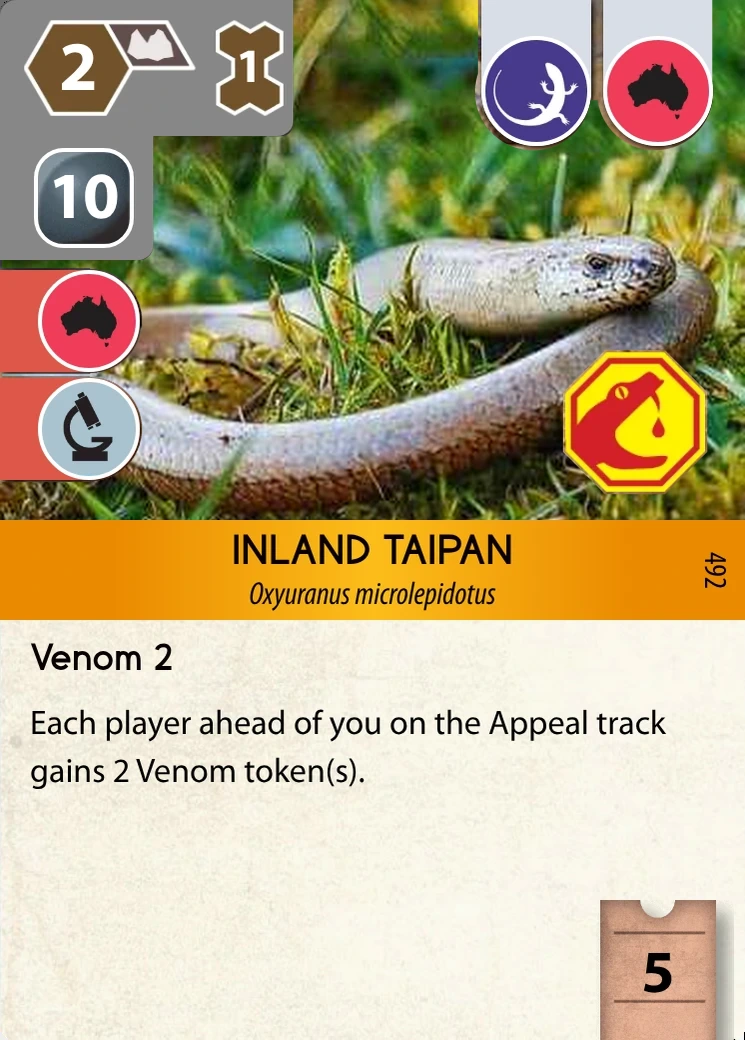 2
1
10
INLAND TAIPAN
Oxyuranus microlepidotus
492
Venom 2
Each player ahead of you on the Appeal track
gains 2 Venom token(s).
5